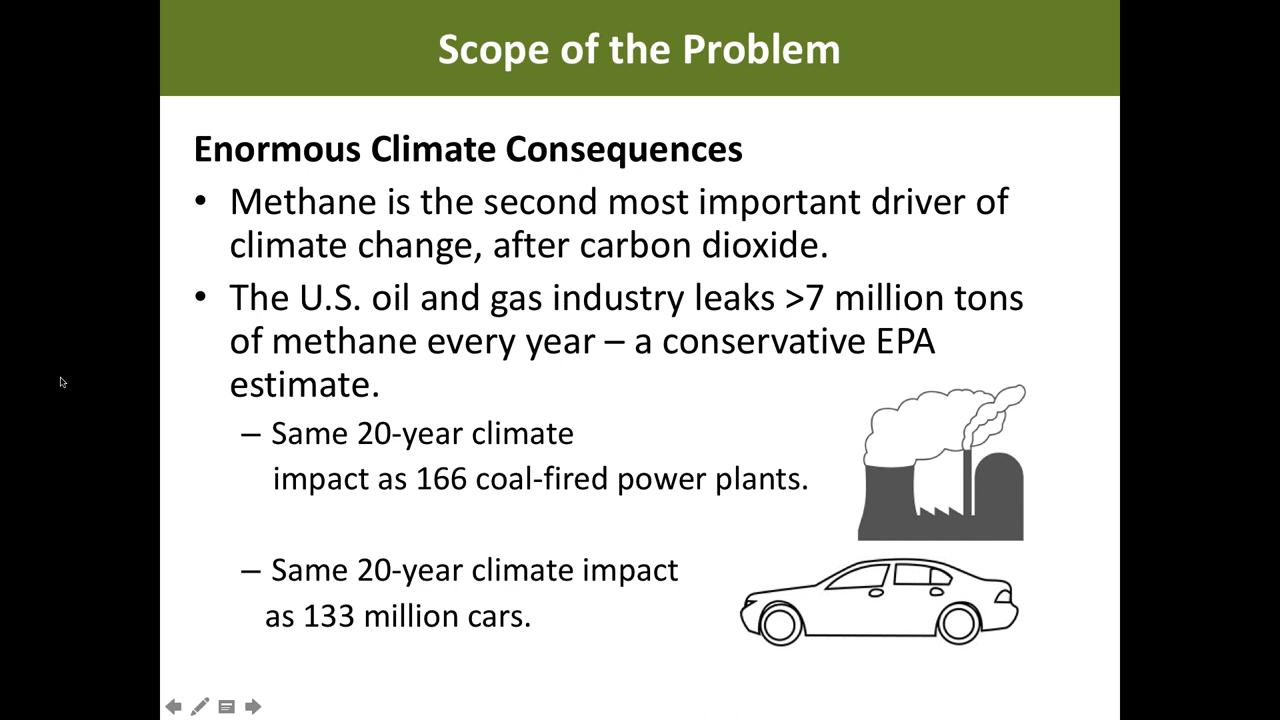 Scope of the Problem
Enormous Climate Consequences
• Methane is the second most important driver of
climate change, after carbon dioxide.
• The U.S. oil and gas industry leaks >7 million tons
of methane every year – a conservative EPA
estimate.
– Same 20-year climate
impact as 166 coal-fired power plants.
– Same 20-year climate impact
as 133 million cars.